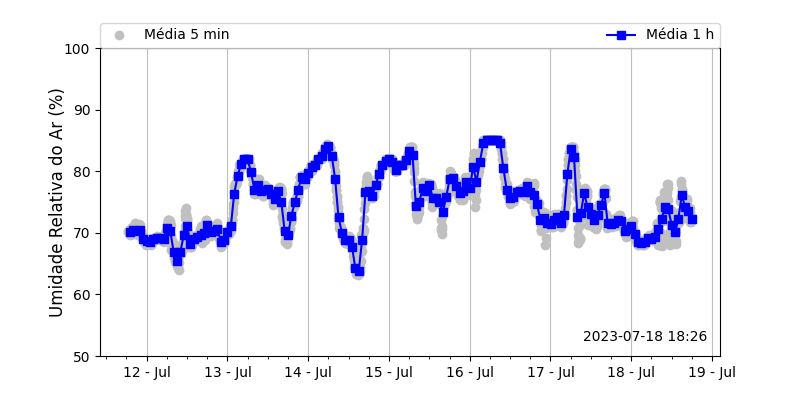 Média 5 min
Média 1 h
Umidade Relativa do Ar (%)
100
90
80
70
60
50
2023-07-18 18:26
12 - Jul
13 - Jul
14 - Jul
15 - Jul
16 - Jul
17 - Jul
18 - Jul
19 - Jul